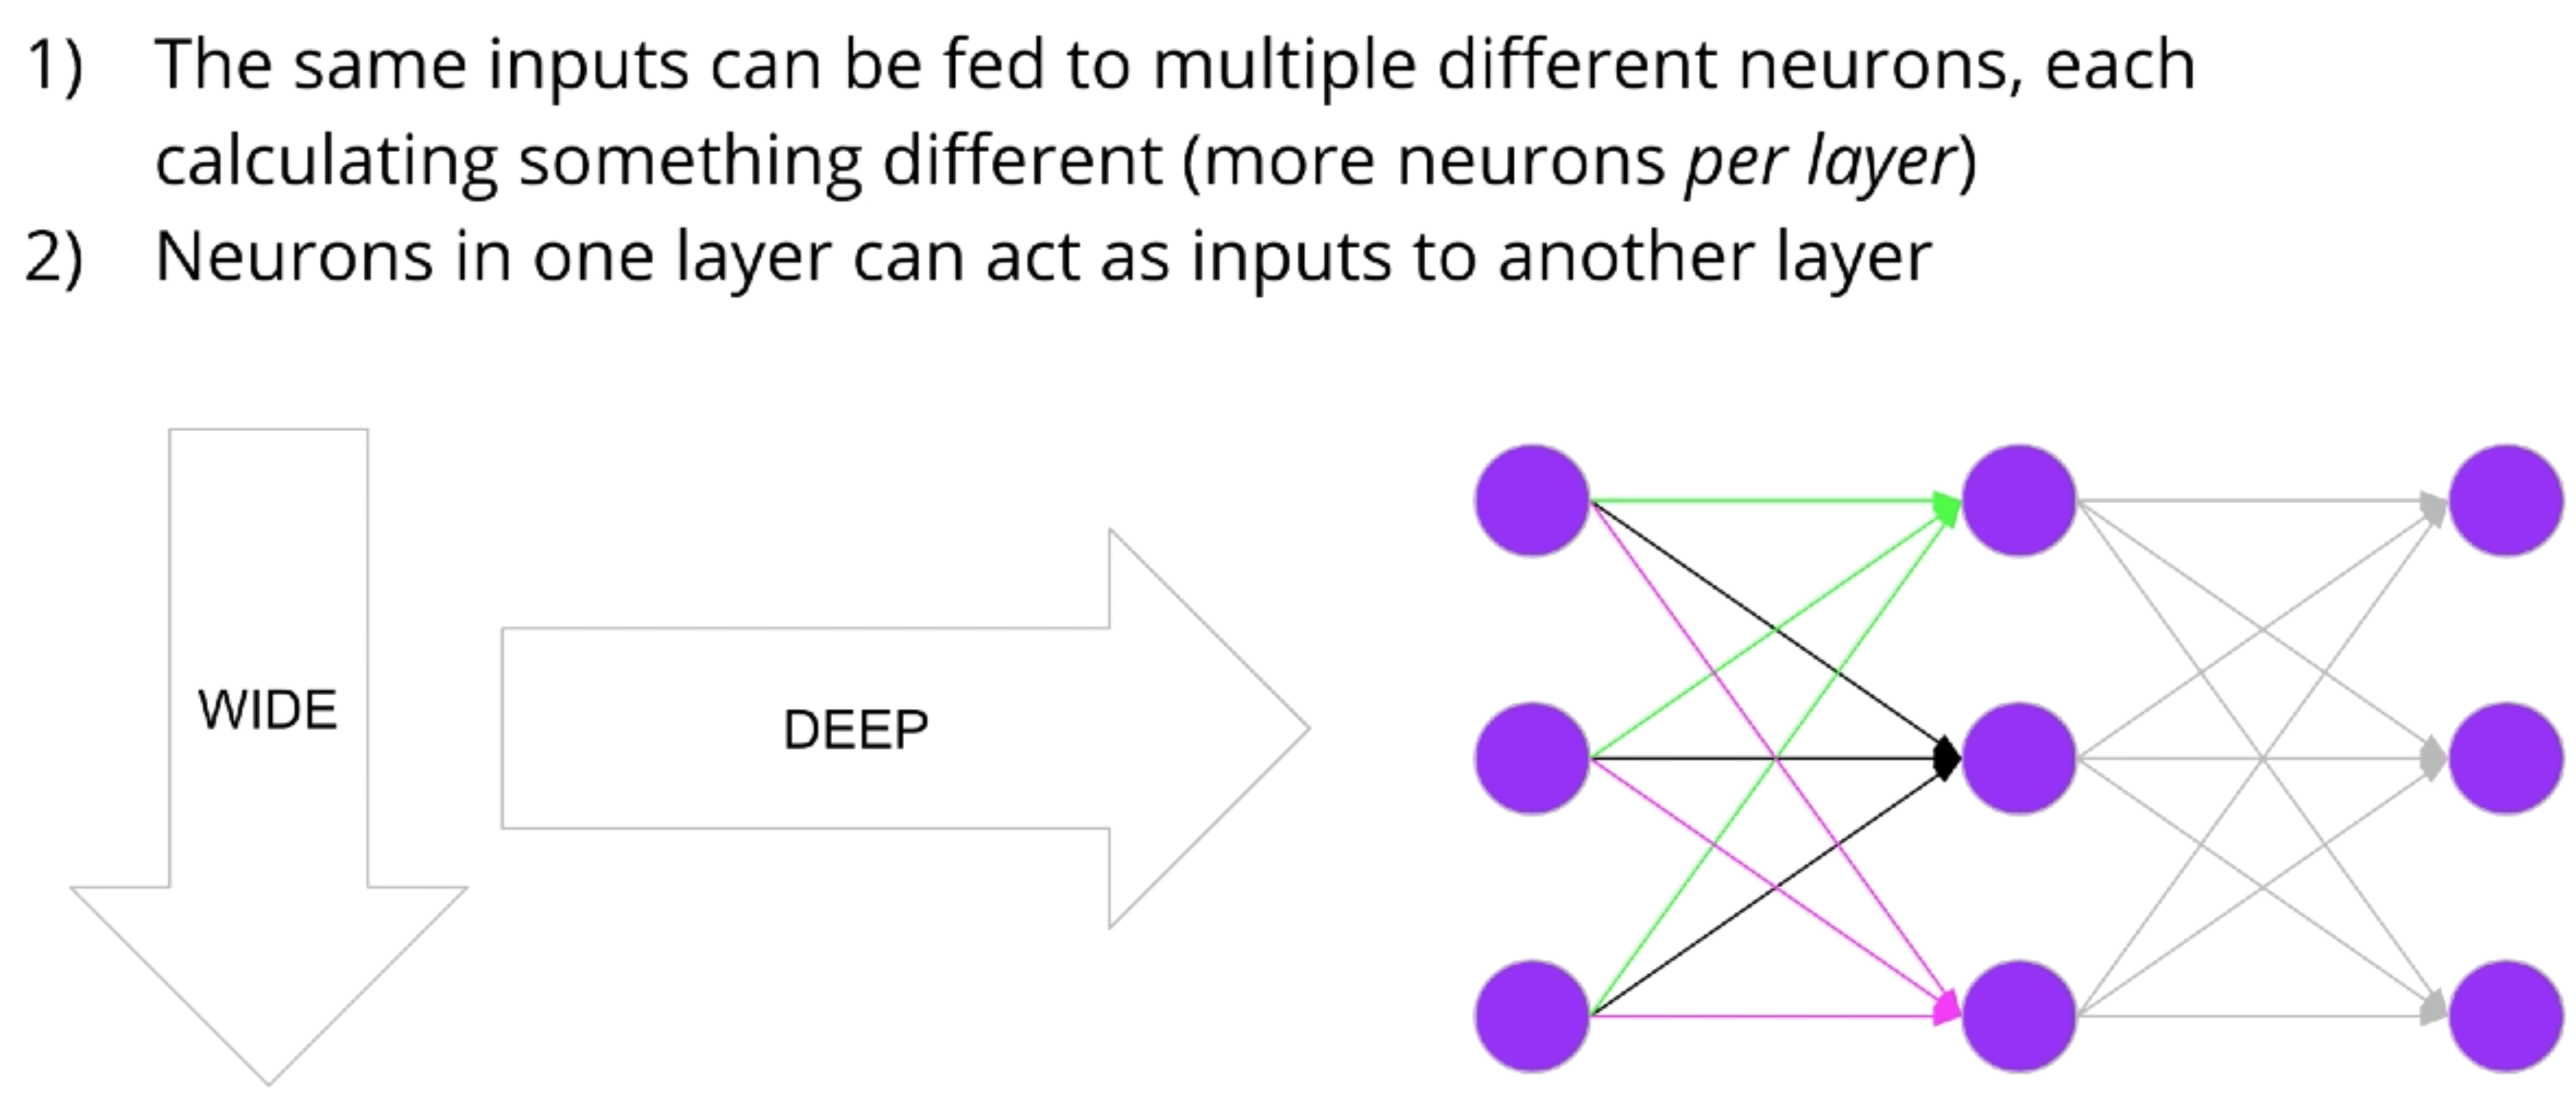 1) The same inputs can be fed to multiple different neurons, each
calculating something different (more neurons per layer)
2) Neurons in one layer can act as inputs to another layer
WIDE
DEEP